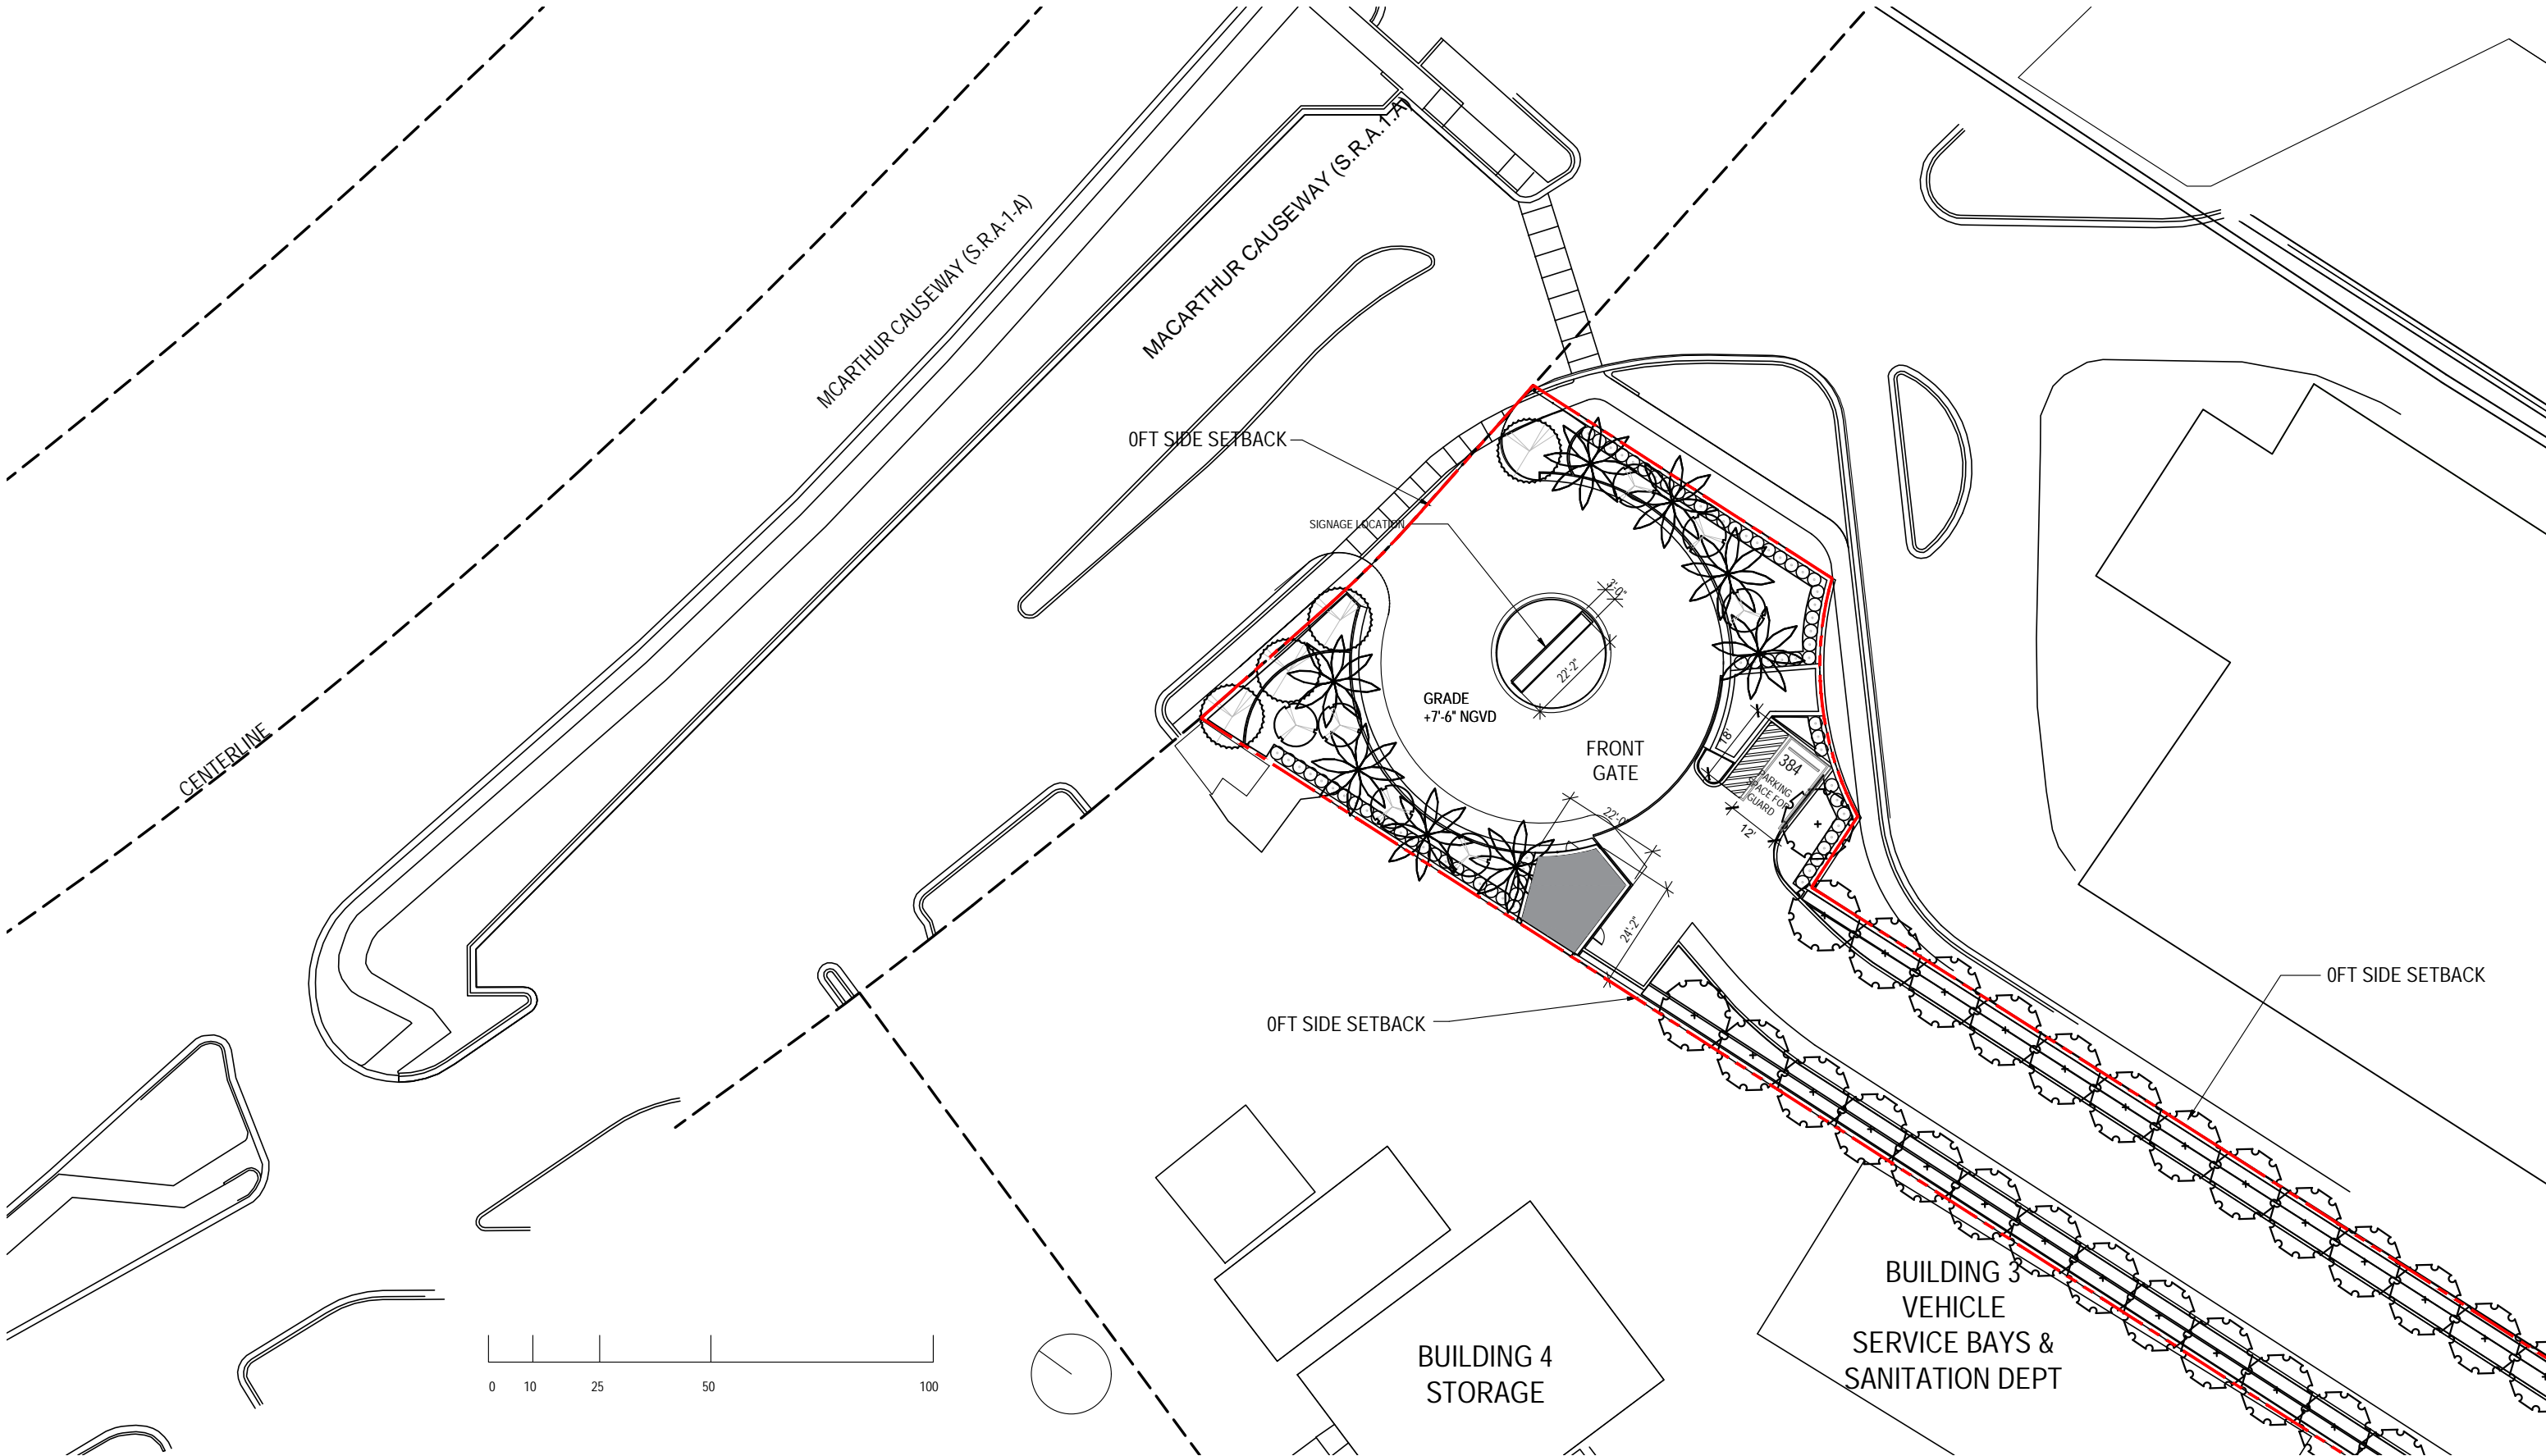 MCARTHUR CAUSEWAY (S.R.A-1-A)
MACARTHUR CAUSEWAY (S.R.A.1.A)
0FT SIDE SETBACK
SIGNAGE LOCATION
3'-0"
22'-2"
GRADE
+7'-6" NGVD
FRONT
GATE
18'
384
PARKING
SPACE FOR
GUARD
12'
22'-0
24'-2"
CENTERLINE
0FT SIDE SETBACK
0FT SIDE SETBACK
BUILDING 3
VEHICLE
SERVICE BAYS &
SANITATION DEPT
BUILDING 4
STORAGE
0 10 25 50 100